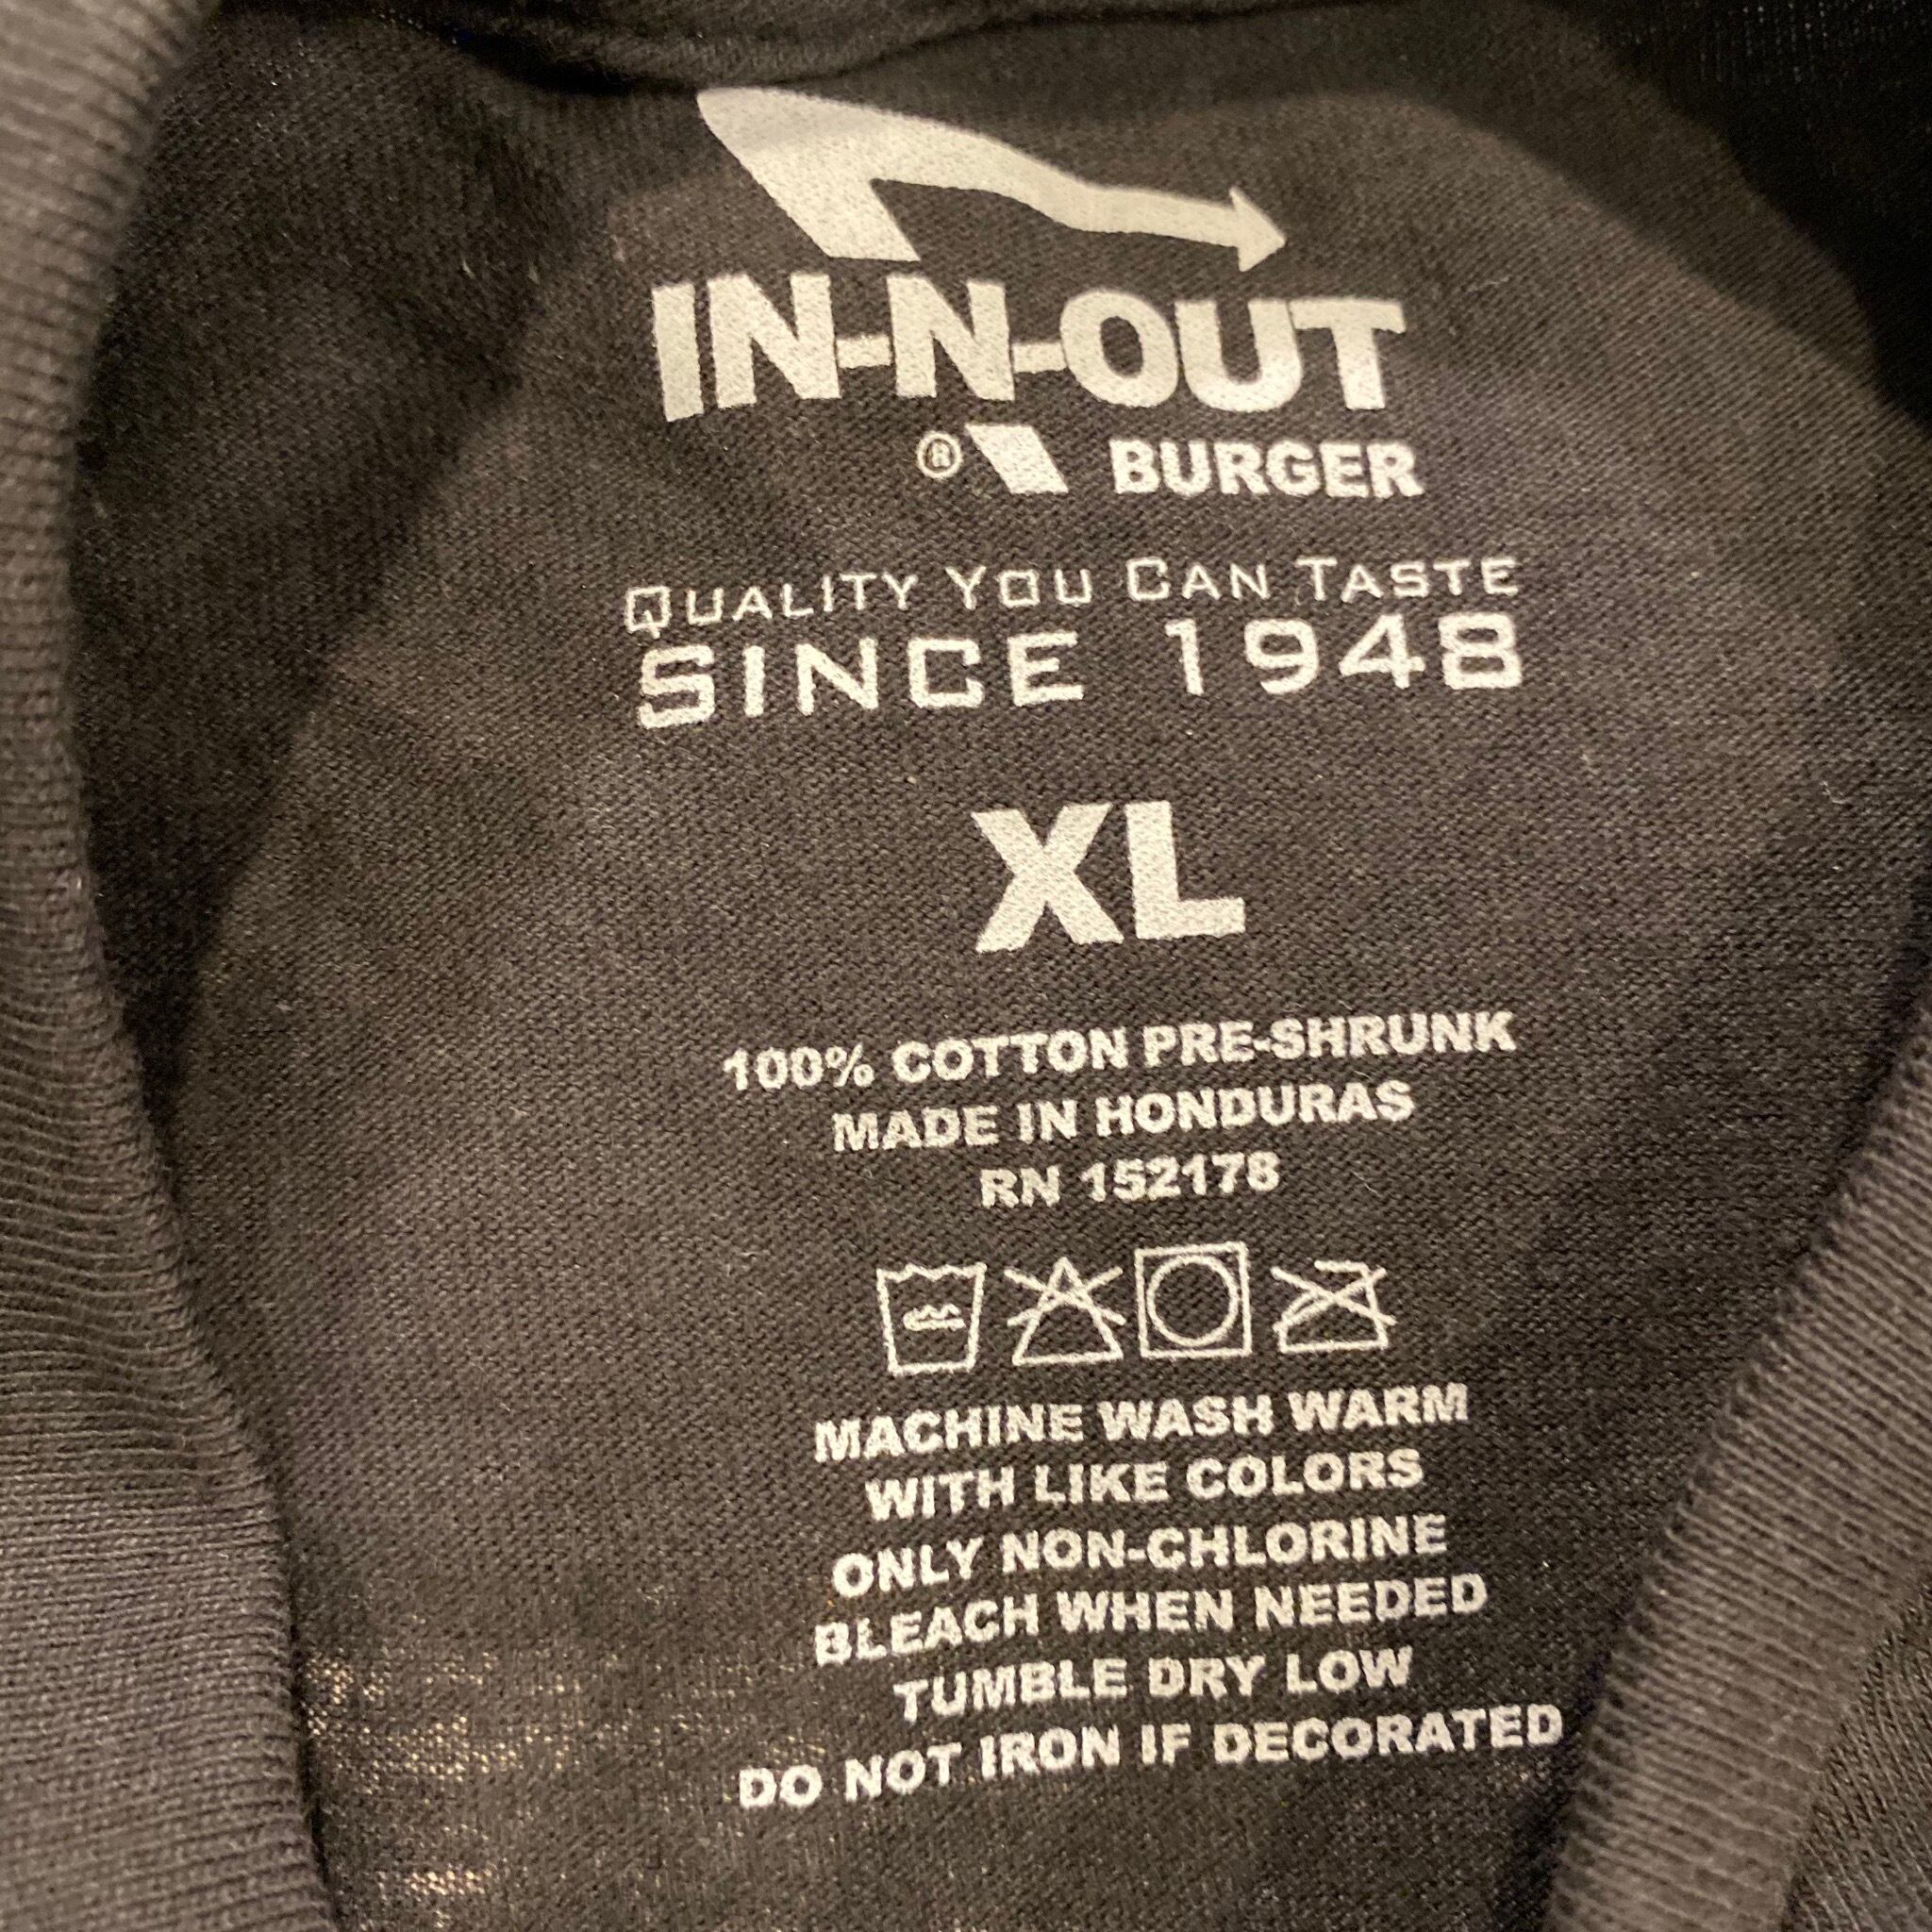 IN-N-OUT
® BURGER
QUALITY YOU CAN TASTE
SINCE 1948
XL
100% COTTON PRE-SHRUNK
MADE IN HONDURAS
RN 152178
MACHINE WASH WARM
WITH LIKE COLORS
ONLY NON-CHLORINE
BLEACH WHEN NEEDED
TUMBLE DRY LOW
DO NOT IRON IF DECORATED